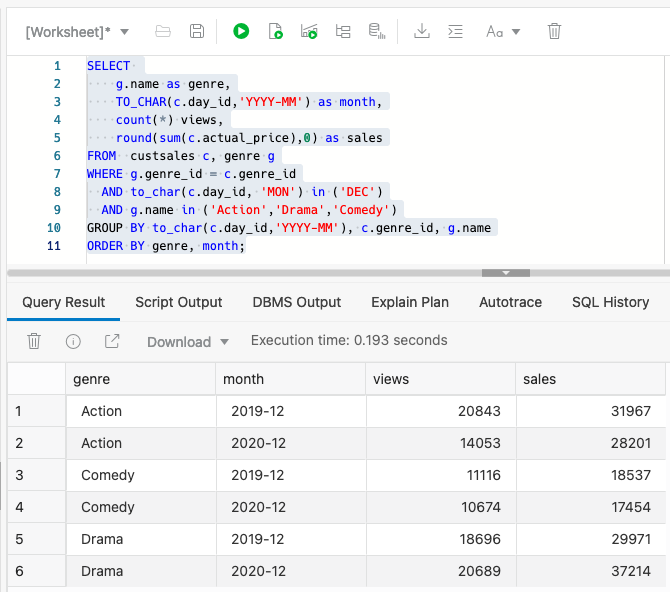 [Worksheet]*
Aa
1 SELECT
2 g.name as genre,
3 TO_CHAR(c.day_id,'YYYY-MM') as month,
4 count(*) views,
5 round(sum(c.actual_price),0) as sales
6 FROM custsales c, genre g
7 WHERE g.genre_id = c.genre_id
8 AND to_char(c.day_id, 'MON') in ('DEC')
9 AND g.name in ('Action','Drama','Comedy')
10 GROUP BY to_char(c.day_id,'YYYY-MM'), c.genre_id, g.name
11 ORDER BY genre, month;
Query Result Script Output DBMS Output Explain Plan Autotrace SQL History
Download Execution time: 0.193 seconds
genre month views sales
1 Action 2019-12 20843 31967
2 Action 2020-12 14053 28201
3 Comedy 2019-12 11116 18537
4 Comedy 2020-12 10674 17454
5 Drama 2019-12 18696 29971
6 Drama 2020-12 20689 37214